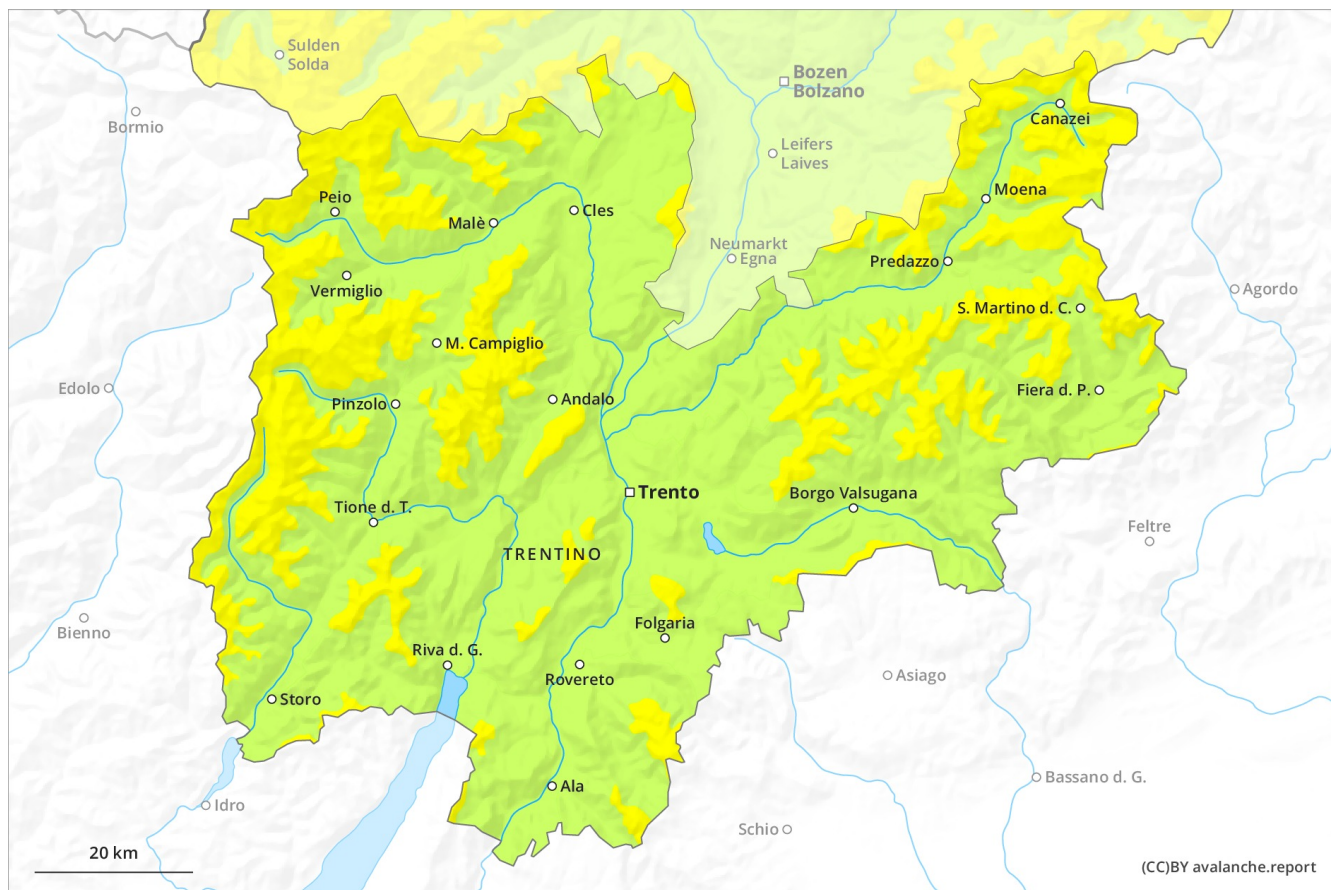 Sulden
Solda
Bozen
Bolzano
Bormio
Canazei
Leifers
Laives
Peio
Malè
Cles
Moena
Neumarkt
Egna
Predazzo
Vermiglio
Agordo
S. Martino d. C.
M. Campiglio
Edolo
Pinzolo
Andalo
Fiera d. P.
Trento
Borgo Valsugana
Tione d. T.
Feltre
TRENTINO
Bienno
Folgaria
Riva d. G.
Rovereto
Asiago
Storo
Bassano d. G.
Ala
Idro
Schio
20 km
(CC)BY avalanche.report